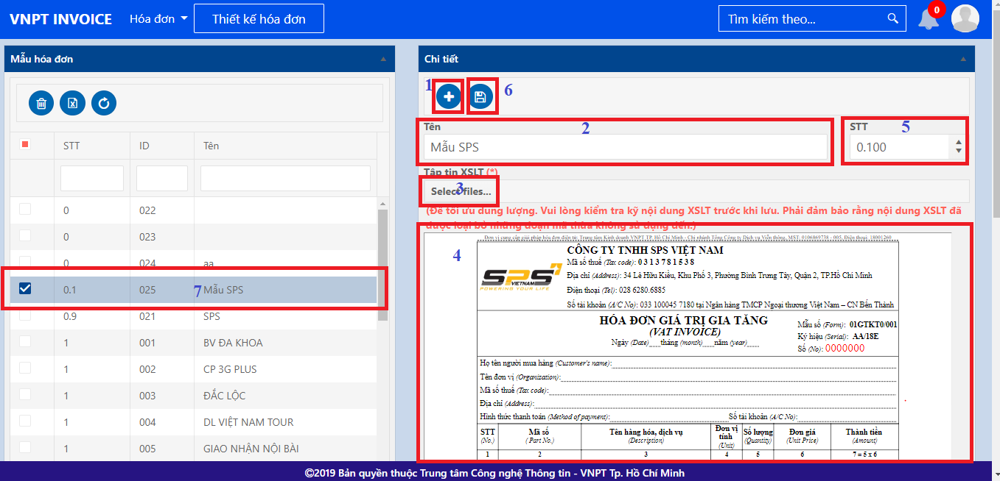 VNPT INVOICE Hóa đơn Thiết kế hóa đơn Tìm kiếm theo... 0
Mẫu hóa đơn
STT ID Tên
0 022
0 023
0 024 aa
0.1 025 7 Mẫu SPS
0.9 021 SPS
1 001 BV ĐA KHOA
1 002 CP 3G PLUS
1 003 ĐẮC LỘC
1 004 DL VIỆT NAM TOUR
1 005 GIAO NHẬN NỘI BÀI
Chi tiết
1 6
Tên 2 STT 5
Mẫu SPS 0.100
Tập tin XSLT (*)
Select files... 3
(Để tối ưu dung lượng. Vui lòng kiểm tra kỹ nội dung XSLT trước khi lưu. Phải đảm bảo rằng nội dung XSLT đã
được loại bỏ những đoạn mã thừa không sử dụng đến.)
4
Đơn vị cung cấp giải pháp hóa đơn điện tử: Trung tâm Kinh doanh VNPT TP. Hồ Chí Minh - Chi nhánh Tổng Công ty Dịch vụ Viễn thông, MST: 0106869738 - 005, Điện thoại: 18001260
SPS
VIETNAM
POWERING YOUR LIFE
CÔNG TY TNHH SPS VIỆT NAM
Mã số thuế (Tax code): 0313781538
Địa chỉ (Address): 34 Lê Hữu Kiều, Khu Phố 3, Phường Bình Trưng Tây, Quận 2, TP.Hồ Chí Minh
Điện thoại (Tel): 028 6280.6885
Số tài khoản (A/C No): 033 100045 7180 tại Ngân hàng TMCP Ngoại thương Việt Nam – CN Bến Thành
HÓA ĐƠN GIÁ TRỊ GIA TĂNG
(VAT INVOICE)
Ngày (Date)___tháng (month)___năm (year)___
Mẫu số (Form): 01GTKT0/001
Ký hiệu (Serial): AA/18E
Số (No): 0000000
Họ tên người mua hàng (Customer's name):
Tên đơn vị (Organization):
Mã số thuế (Tax code):
Địa chỉ (Address):
Hình thức thanh toán (Method of payment): Số tài khoản (A/C No):
STT Mã số Tên hàng hóa, dịch vụ Đơn vị tính Số lượng Đơn giá Thành tiền
(No.) (Part No.) (Description) (Unit) (Quantity) (Unit Price) (Amount)
1 2 3 4 5 6 7 = 5 x 6
©2019 Bản quyền thuộc Trung tâm Công nghệ Thông tin - VNPT Tp. Hồ Chí Minh